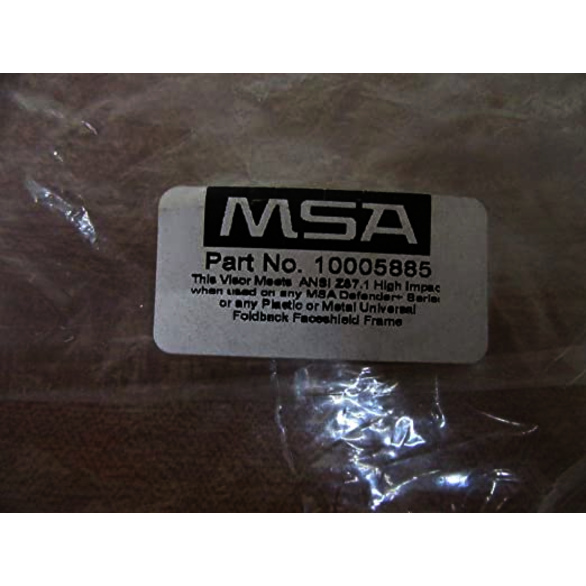 MSA
Part No. 10005885
This Visor Meets ANSI Z87.1 High Impac
when used on any MSA Defender+ Series
or any Plastic or Metal Universal
Foldback Faceshield Frame